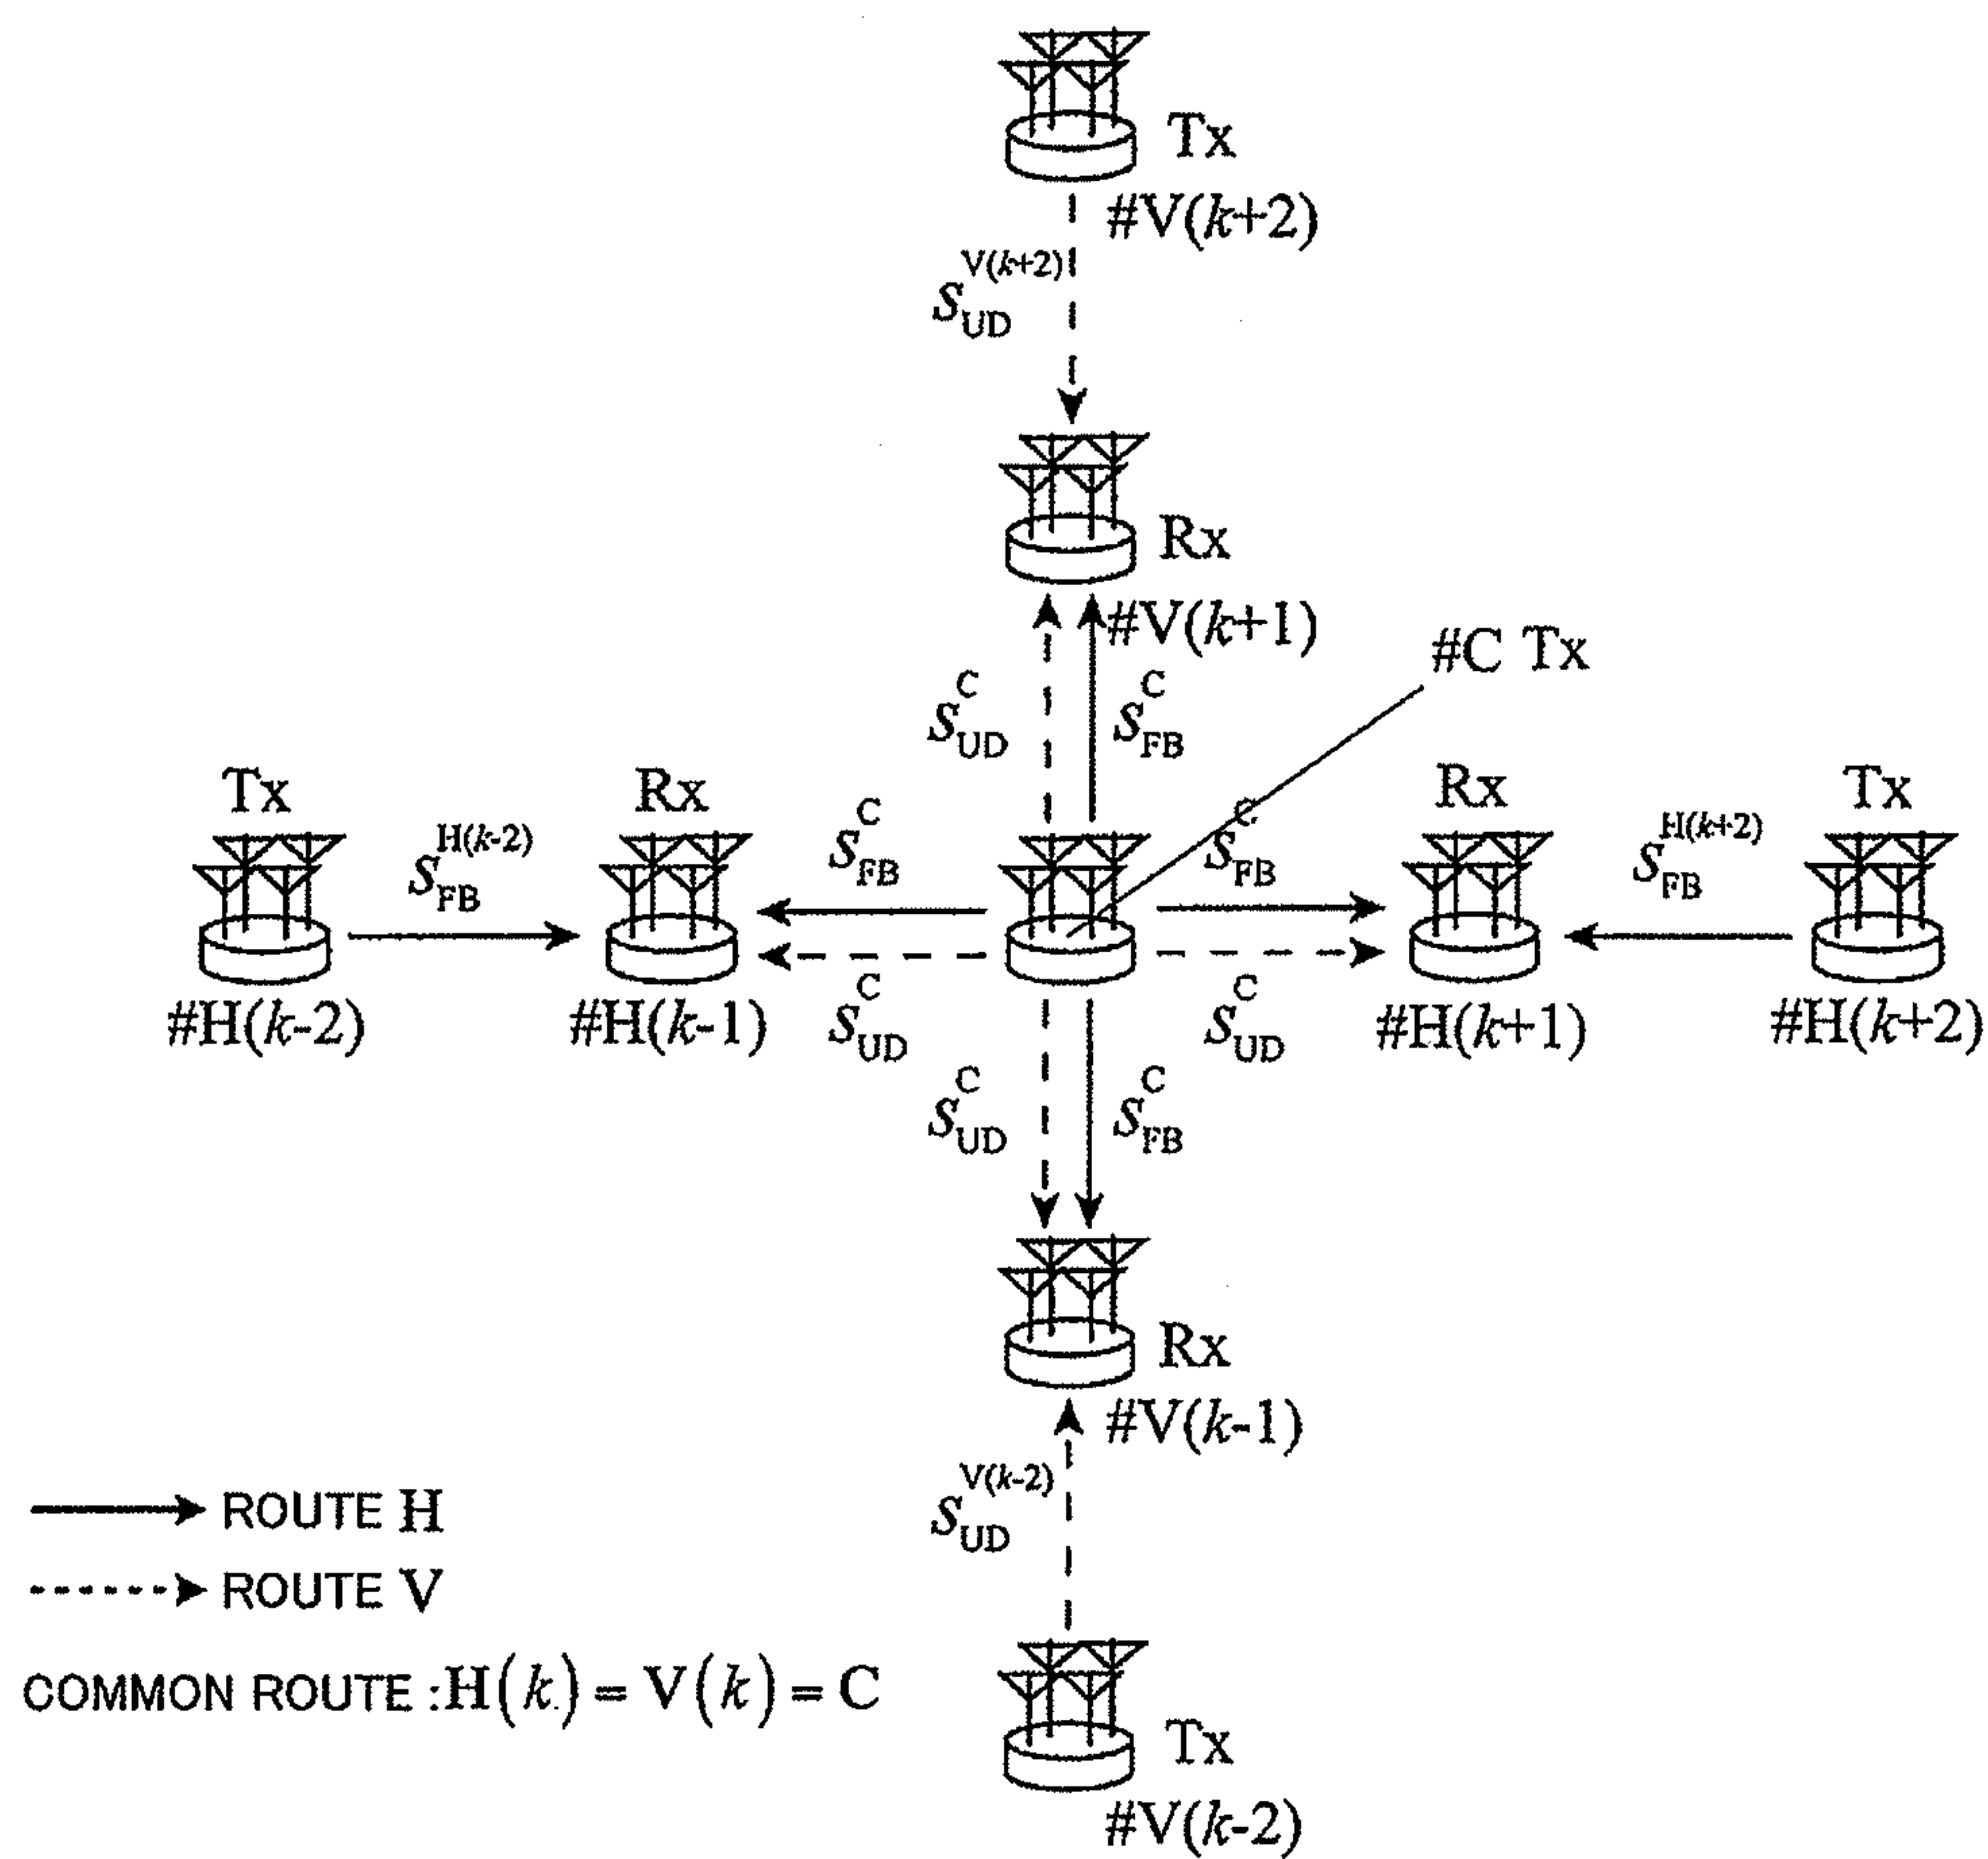 Tx
#V(k+2)
S_UD^V(k+2)
Rx
#V(k+1)
#C Tx
S_UD^C
S_FB^C
Tx
Rx
Rx
Tx
S_FB^H(k-2)
S_FB^C
S_FB^C
S_FB^H(k+2)
#H(k-2)
#H(k-1)
S_UD^C
S_UD^C
#H(k+1)
#H(k+2)
S_UD^C
S_FB^C
Rx
#V(k-1)
S_UD^V(k-2)
ROUTE H
ROUTE V
COMMON ROUTE :H(k.)=V(k)=C
Tx
#V(k-2)